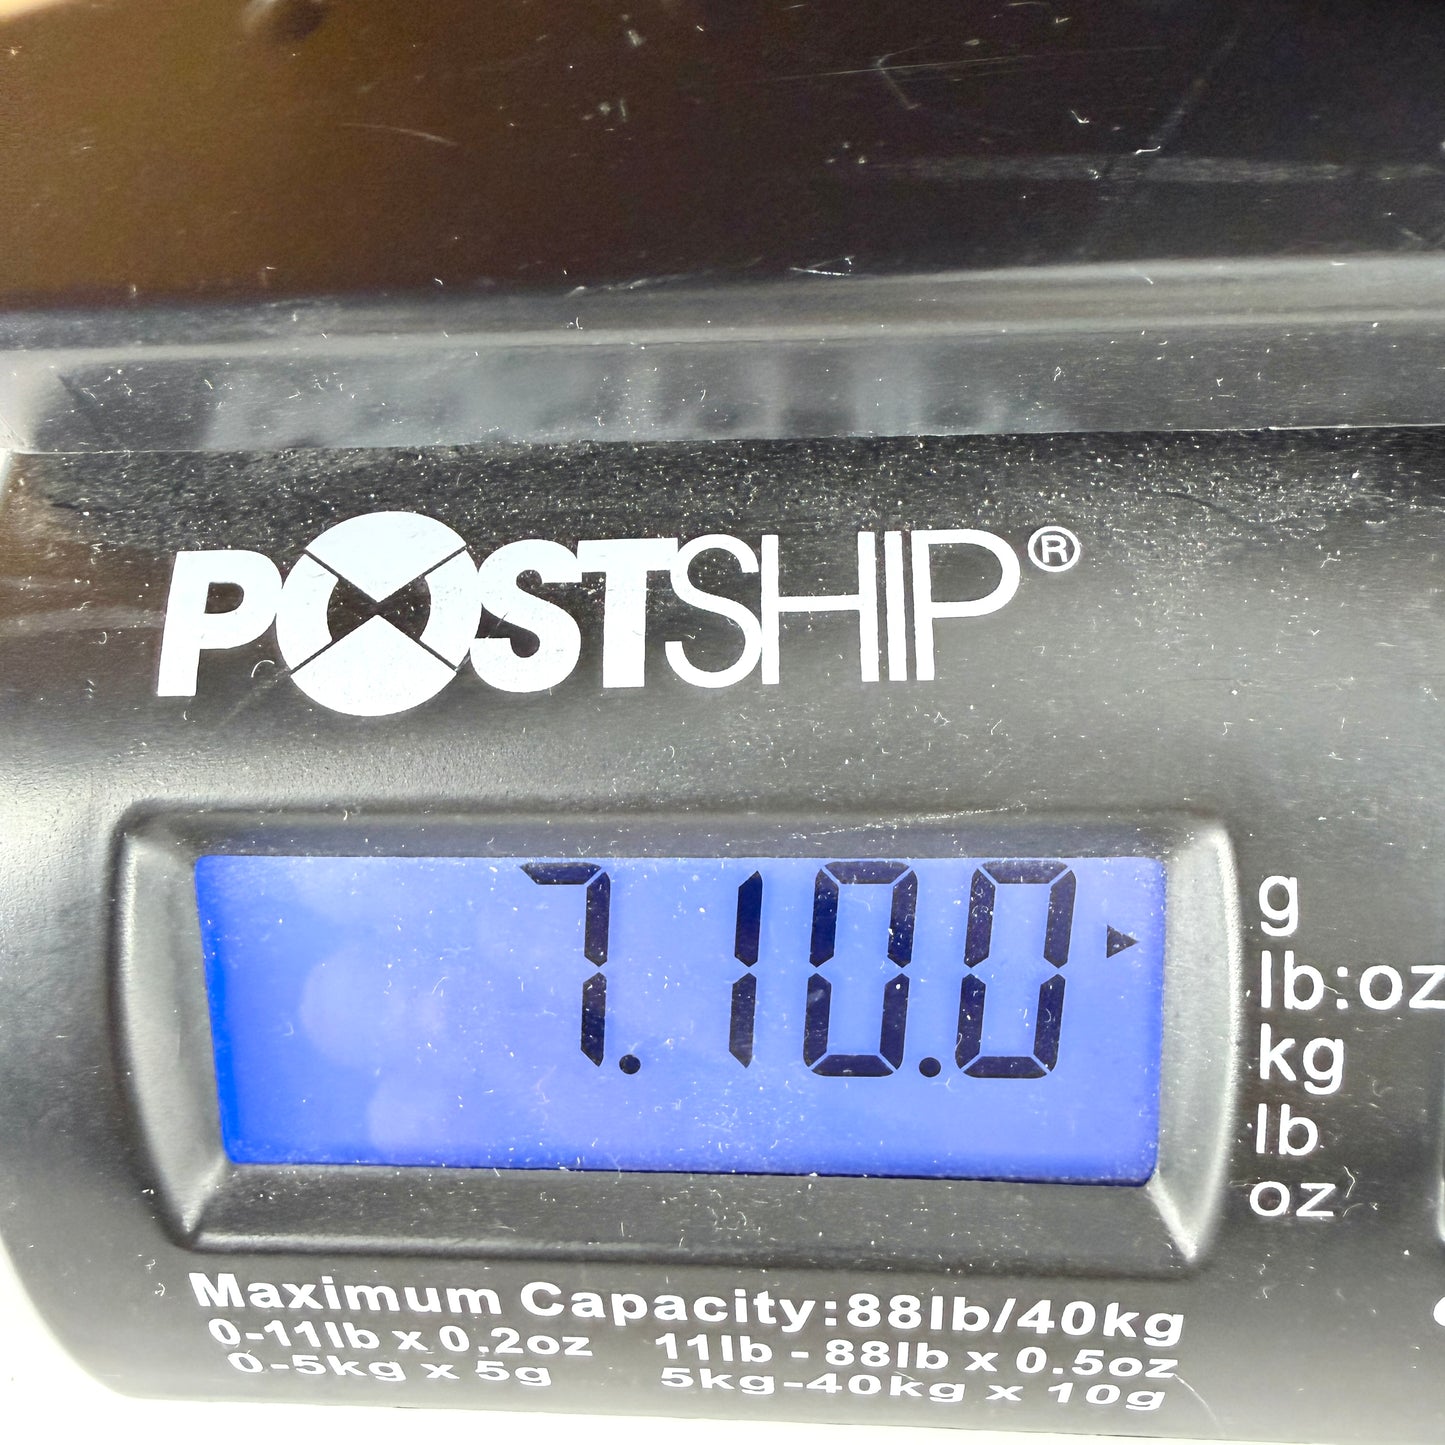 POSTSHIP®
7.10.0
g
lb:oz
kg
lb
oz
Maximum Capacity:88lb/40kg
0-11lb x 0.2oz 11lb - 88lb x 0.5oz
0-5kg x 5g 5kg-40kg x 10g